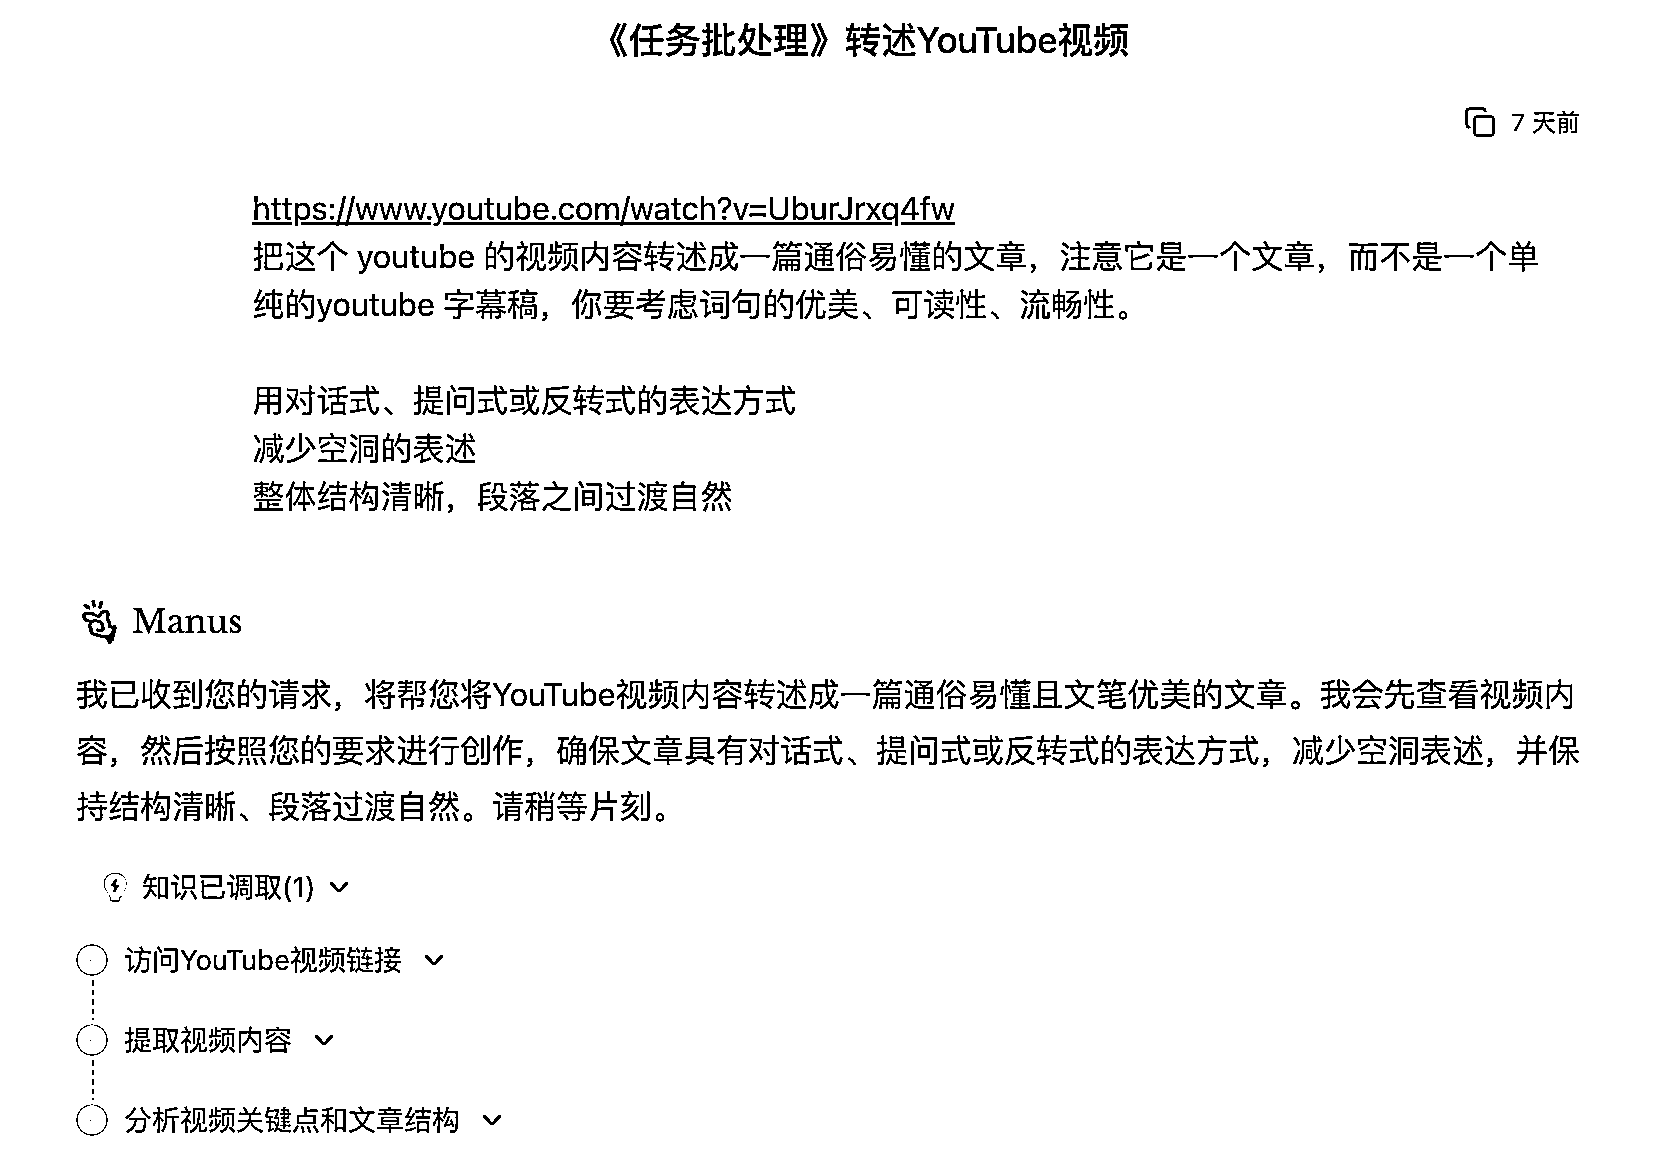 《任务批处理》转述YouTube视频
7 天前
https://www.youtube.com/watch?v=UburJrxq4fw
把这个 youtube 的视频内容转述成一篇通俗易懂的文章，注意它是一个文章，而不是一个单
纯的youtube 字幕稿，你要考虑词句的优美、可读性、流畅性。
用对话式、提问式或反转式的表达方式
减少空洞的表述
整体结构清晰，段落之间过渡自然
Manus
我已收到您的请求，将帮您将YouTube视频内容转述成一篇通俗易懂且文笔优美的文章。我会先查看视频内
容，然后按照您的要求进行创作，确保文章具有对话式、提问式或反转式的表达方式，减少空洞表述，并保
持结构清晰、段落过渡自然。请稍等片刻。
知识已调取(1)
访问YouTube视频链接
提取视频内容
分析视频关键点和文章结构